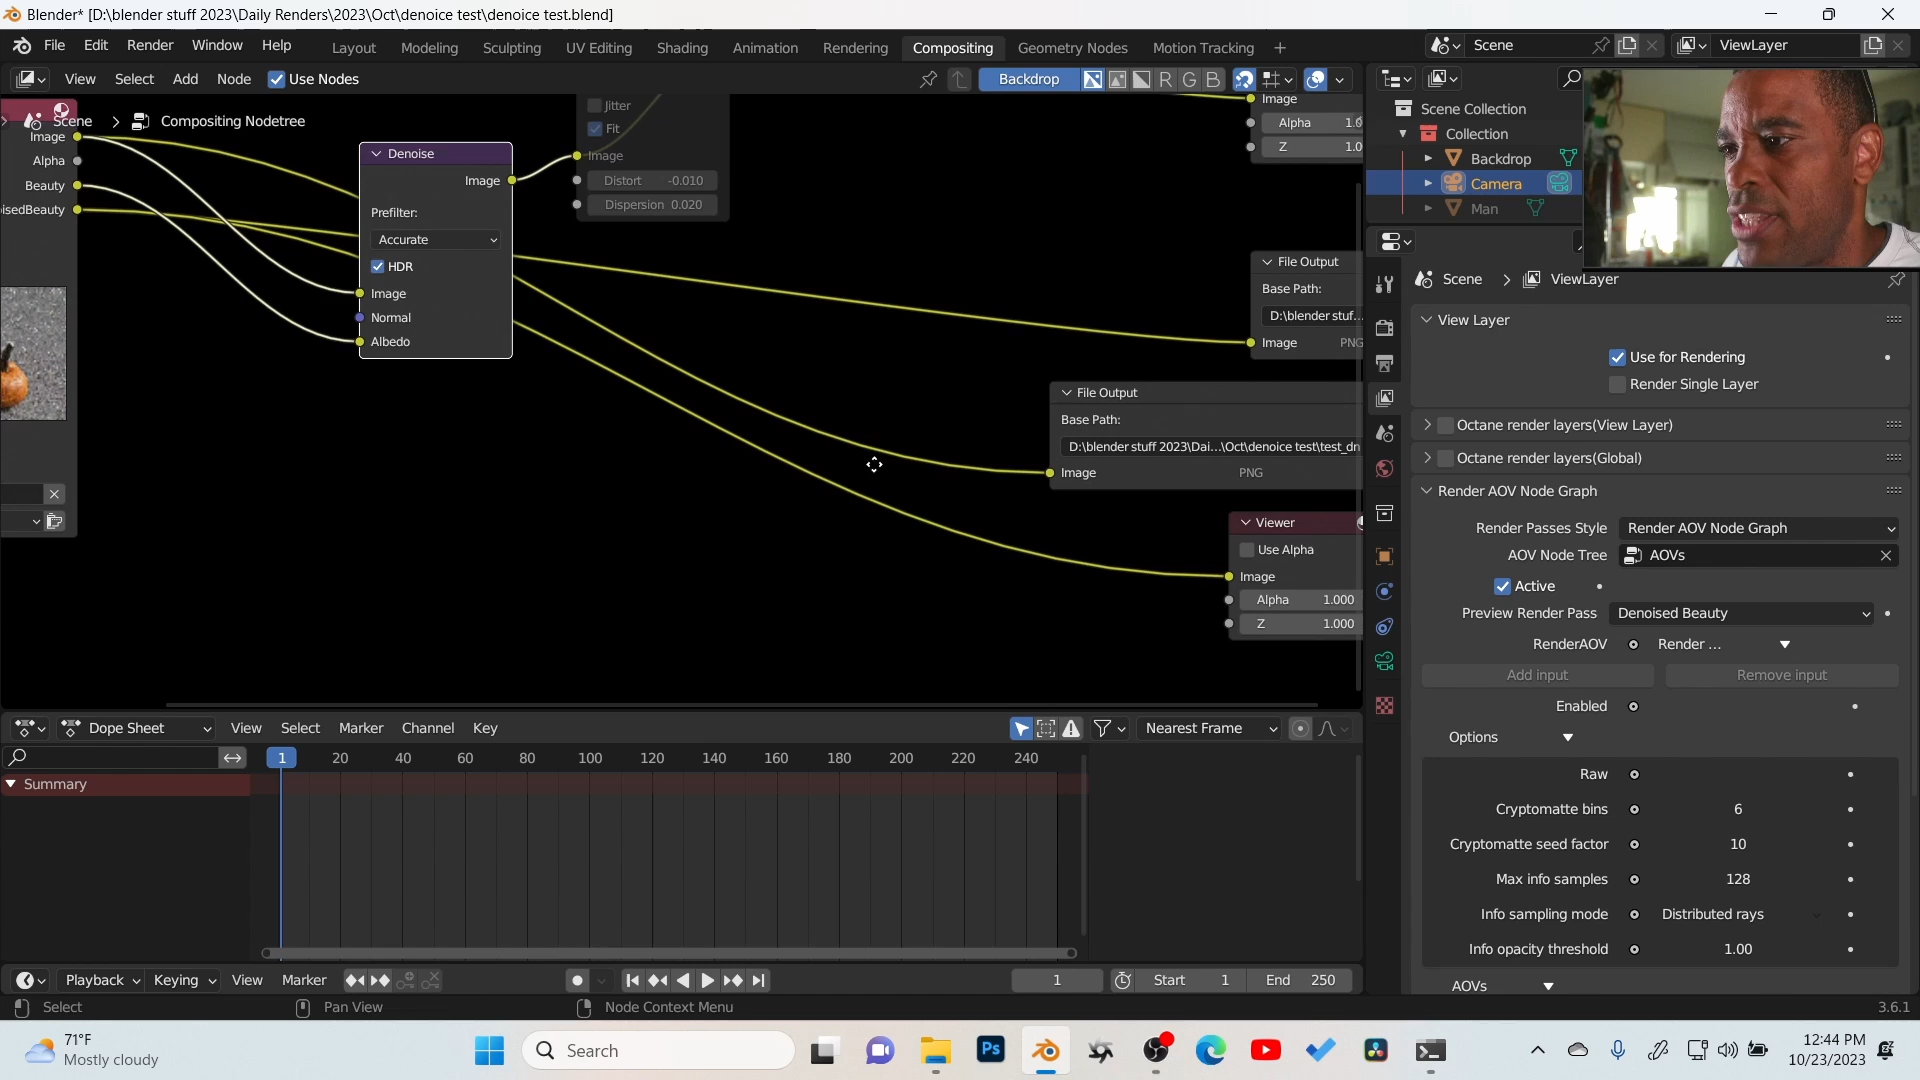 Blender* [D:\blender stuff 2023\Daily Renders\2023\Oct\denoice test\denoice test.blend]
File Edit Render Window Help Layout Modeling Sculpting UV Editing Shading Animation Rendering Compositing Geometry Nodes Motion Tracking + Scene ViewLayer
View Select Add Node Use Nodes Backdrop R G B
Scene > Compositing Nodetree
Image
Alpha
Beauty
isedBeauty
Denoise
Image
Prefilter:
Accurate
HDR
Image
Normal
Albedo
Jitter
Fit
Image
Distort -0.010
Dispersion 0.020
Image
Alpha 1.0
Z 1.0
File Output
Base Path:
D:\blender stuf...
Image PNG
File Output
Base Path:
D:\blender stuff 2023\Dai...\Oct\denoice test\test_dn
Image PNG
Viewer
Use Alpha
Image
Alpha 1.000
Z 1.000
Scene Collection
Collection
Backdrop
Camera
Man
Scene > ViewLayer
View Layer
Use for Rendering
Render Single Layer
Octane render layers(View Layer)
Octane render layers(Global)
Render AOV Node Graph
Render Passes Style Render AOV Node Graph
AOV Node Tree AOVs
Active
Preview Render Pass Denoised Beauty
RenderAOV Render ...
Add input Remove input
Enabled
Options
Raw
Cryptomatte bins 6
Cryptomatte seed factor 10
Max info samples 128
Info sampling mode Distributed rays
Info opacity threshold 1.00
AOVs
Dope Sheet View Select Marker Channel Key Nearest Frame
1 20 40 60 80 100 120 140 160 180 200 220 240
Summary
Playback Keying View Marker 1 Start 1 End 250
Select Pan View Node Context Menu 3.6.1
71°F
Mostly cloudy
Search
Ps
12:44 PM
10/23/2023